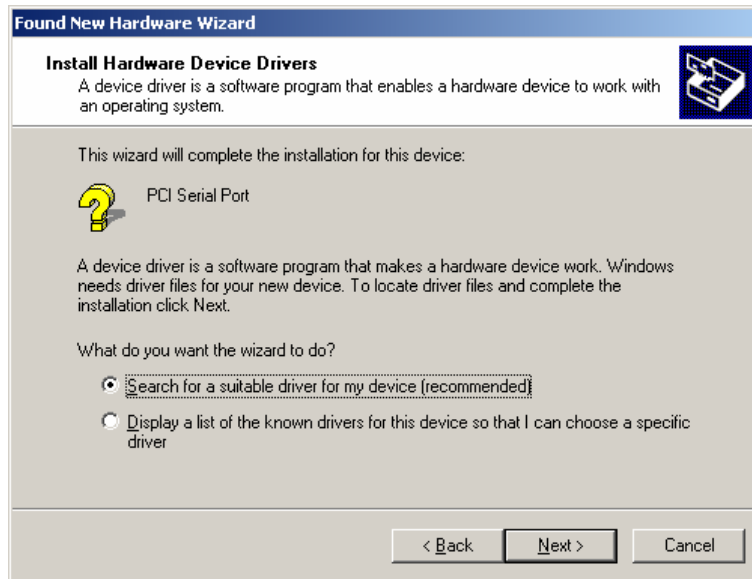 Found New Hardware Wizard
Install Hardware Device Drivers
A device driver is a software program that enables a hardware device to work with
an operating system.
This wizard will complete the installation for this device:
PCI Serial Port
A device driver is a software program that makes a hardware device work. Windows
needs driver files for your new device. To locate driver files and complete the
installation click Next.
What do you want the wizard to do?
Search for a suitable driver for my device (recommended)
Display a list of the known drivers for this device so that I can choose a specific
driver
< Back Next > Cancel